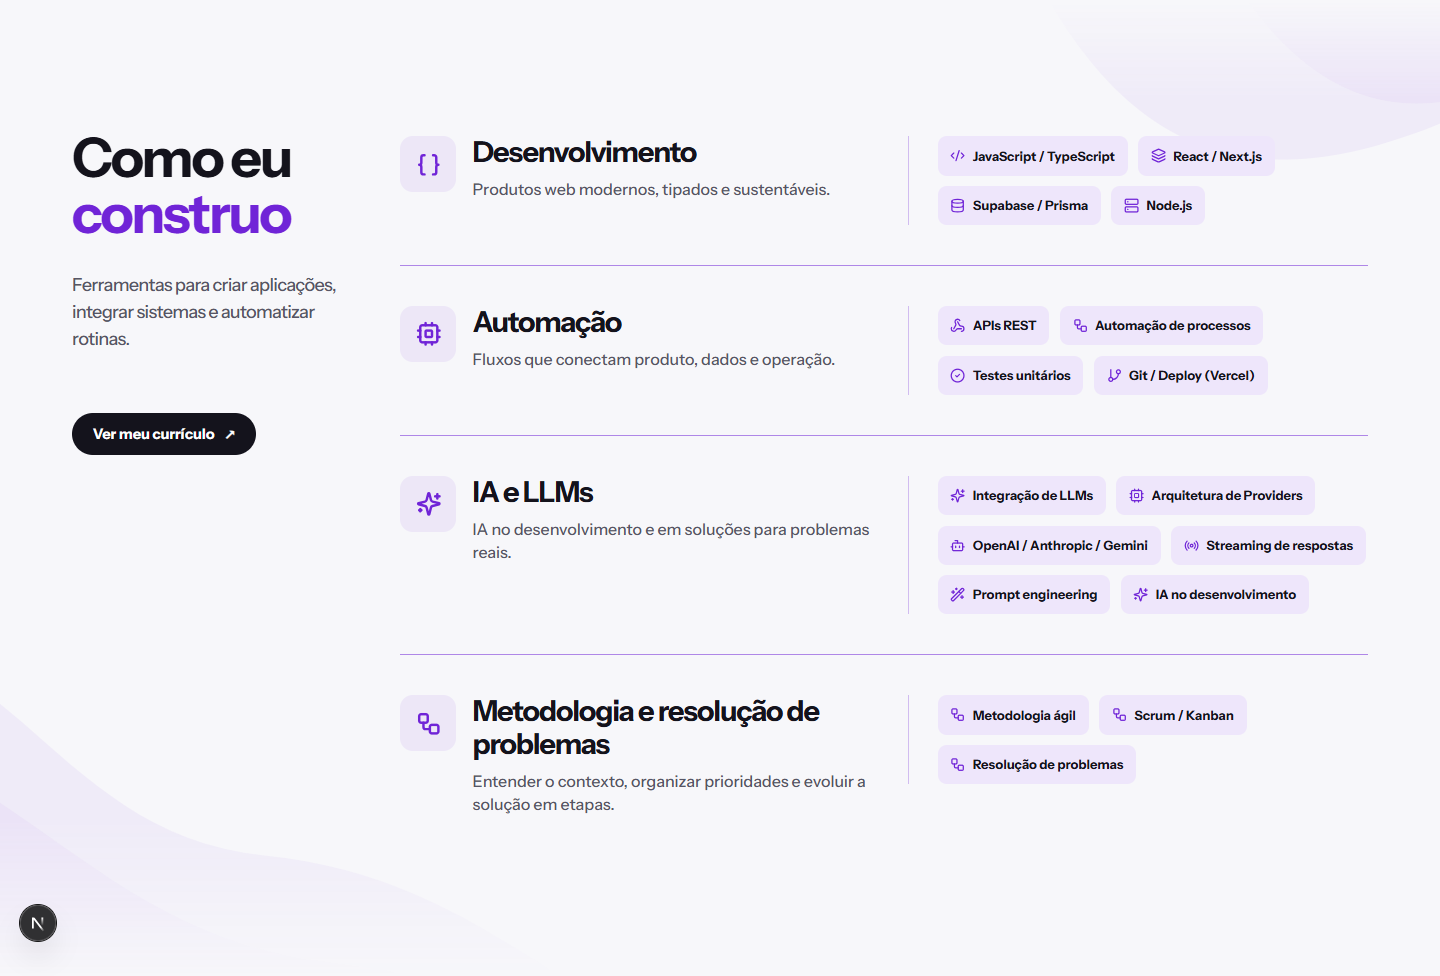 Como eu
construo
Ferramentas para criar aplicações,
integrar sistemas e automatizar
rotinas.
Ver meu currículo ↗
Desenvolvimento
Produtos web modernos, tipados e sustentáveis.
JavaScript / TypeScript
React / Next.js
Supabase / Prisma
Node.js
Automação
Fluxos que conectam produto, dados e operação.
APIs REST
Automação de processos
Testes unitários
Git / Deploy (Vercel)
IA e LLMs
IA no desenvolvimento e em soluções para problemas
reais.
Integração de LLMs
Arquitetura de Providers
OpenAI / Anthropic / Gemini
Streaming de respostas
Prompt engineering
IA no desenvolvimento
Metodologia e resolução de
problemas
Entender o contexto, organizar prioridades e evoluir a
solução em etapas.
Metodologia ágil
Scrum / Kanban
Resolução de problemas
N